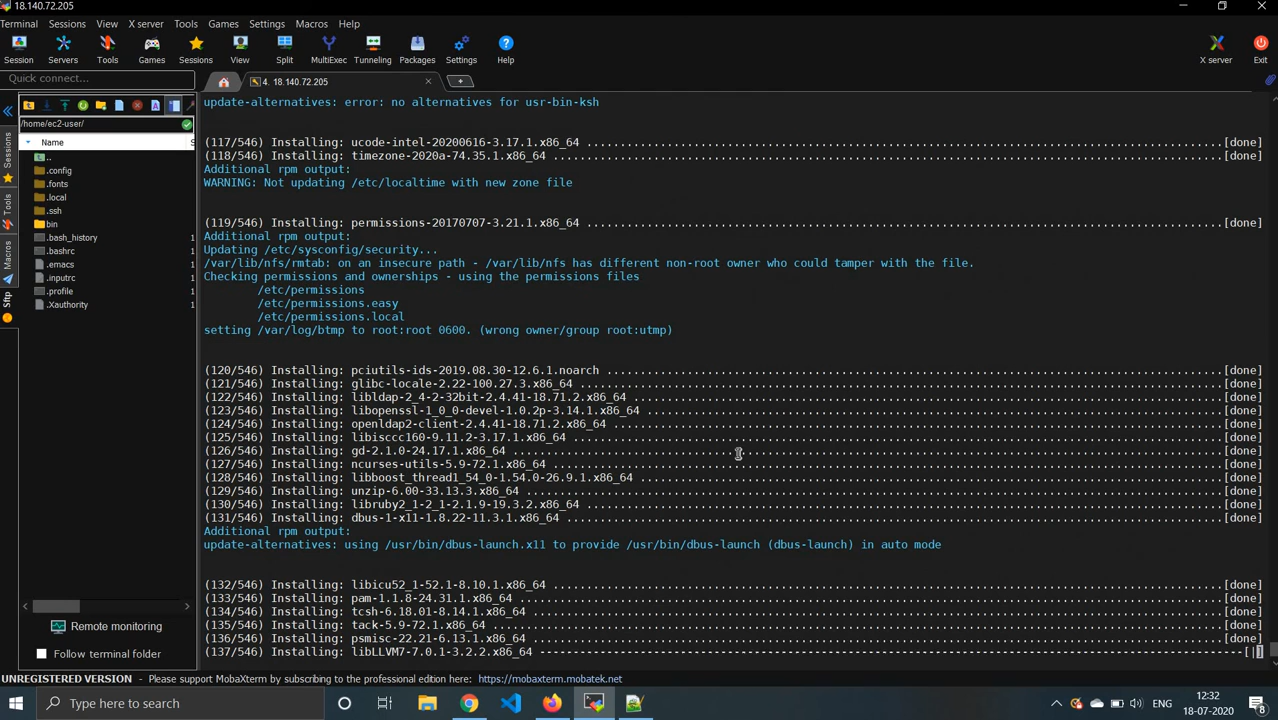 18.140.72.205
Terminal Sessions View X server Tools Games Settings Macros Help
Session Servers Tools Games Sessions View Split MultiExec Tunneling Packages Settings Help X server Exit
Quick connect...
4. 18.140.72.205
/home/ec2-user/
Name S
..
.config
.fonts
.local
.ssh
bin
.bash_history 1
.bashrc 1
.emacs 1
.inputrc 1
.profile 1
.Xauthority 1
Sessions
Tools
Macros
Sftp
Remote monitoring
Follow terminal folder
update-alternatives: error: no alternatives for usr-bin-ksh
(117/546) Installing: ucode-intel-20200616-3.17.1.x86_64 ....[done]
(118/546) Installing: timezone-2020a-74.35.1.x86_64 ....[done]
Additional rpm output:
WARNING: Not updating /etc/localtime with new zone file
(119/546) Installing: permissions-20170707-3.21.1.x86_64 ....[done]
Additional rpm output:
Updating /etc/sysconfig/security...
/var/lib/nfs/rmtab: on an insecure path - /var/lib/nfs has different non-root owner who could tamper with the file.
Checking permissions and ownerships - using the permissions files
/etc/permissions
/etc/permissions.easy
/etc/permissions.local
setting /var/log/btmp to root:root 0600. (wrong owner/group root:utmp)
(120/546) Installing: pciutils-ids-2019.08.30-12.6.1.noarch ....[done]
(121/546) Installing: glibc-locale-2.22-100.27.3.x86_64 ....[done]
(122/546) Installing: libldap-2_4-2-32bit-2.4.41-18.71.2.x86_64 ....[done]
(123/546) Installing: libopenssl-1_0_0-devel-1.0.2p-3.14.1.x86_64 ....[done]
(124/546) Installing: openldap2-client-2.4.41-18.71.2.x86_64 ....[done]
(125/546) Installing: libisccc160-9.11.2-3.17.1.x86_64 ....[done]
(126/546) Installing: gd-2.1.0-24.17.1.x86_64 ....[done]
(127/546) Installing: ncurses-utils-5.9-72.1.x86_64 ....[done]
(128/546) Installing: libboost_thread1_54_0-1.54.0-26.9.1.x86_64 ....[done]
(129/546) Installing: unzip-6.00-33.13.3.x86_64 ....[done]
(130/546) Installing: libruby2_1-2_1-2.1.9-19.3.2.x86_64 ....[done]
(131/546) Installing: dbus-1-x11-1.8.22-11.3.1.x86_64 ....[done]
Additional rpm output:
update-alternatives: using /usr/bin/dbus-launch.x11 to provide /usr/bin/dbus-launch (dbus-launch) in auto mode
(132/546) Installing: libicu52_1-52.1-8.10.1.x86_64 ....[done]
(133/546) Installing: pam-1.1.8-24.31.1.x86_64 ....[done]
(134/546) Installing: tcsh-6.18.01-8.14.1.x86_64 ....[done]
(135/546) Installing: tack-5.9-72.1.x86_64 ....[done]
(136/546) Installing: psmisc-22.21-6.13.1.x86_64 ....[done]
(137/546) Installing: libLLVM7-7.0.1-3.2.2.x86_64 ----[|]
UNREGISTERED VERSION - Please support MobaXterm by subscribing to the professional edition here: https://mobaxterm.mobatek.net
Type here to search
ENG
12:32
18-07-2020
8